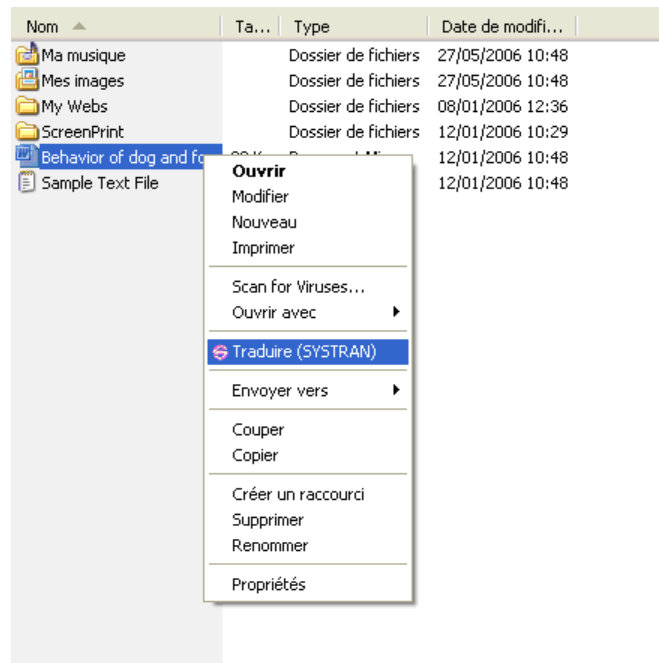 Nom Ta... Type Date de modifi...
Ma musique Dossier de fichiers 27/05/2006 10:48
Mes images Dossier de fichiers 27/05/2006 10:48
My Webs Dossier de fichiers 08/01/2006 12:36
ScreenPrint Dossier de fichiers 12/01/2006 10:29
Behavior of dog and 12/01/2006 10:48
Sample Text File 12/01/2006 10:48
Ouvrir
Modifier
Nouveau
Imprimer
Scan for Viruses...
Ouvrir avec
Traduire (SYSTRAN)
Envoyer vers
Couper
Copier
Créer un raccourci
Supprimer
Renommer
Propriétés